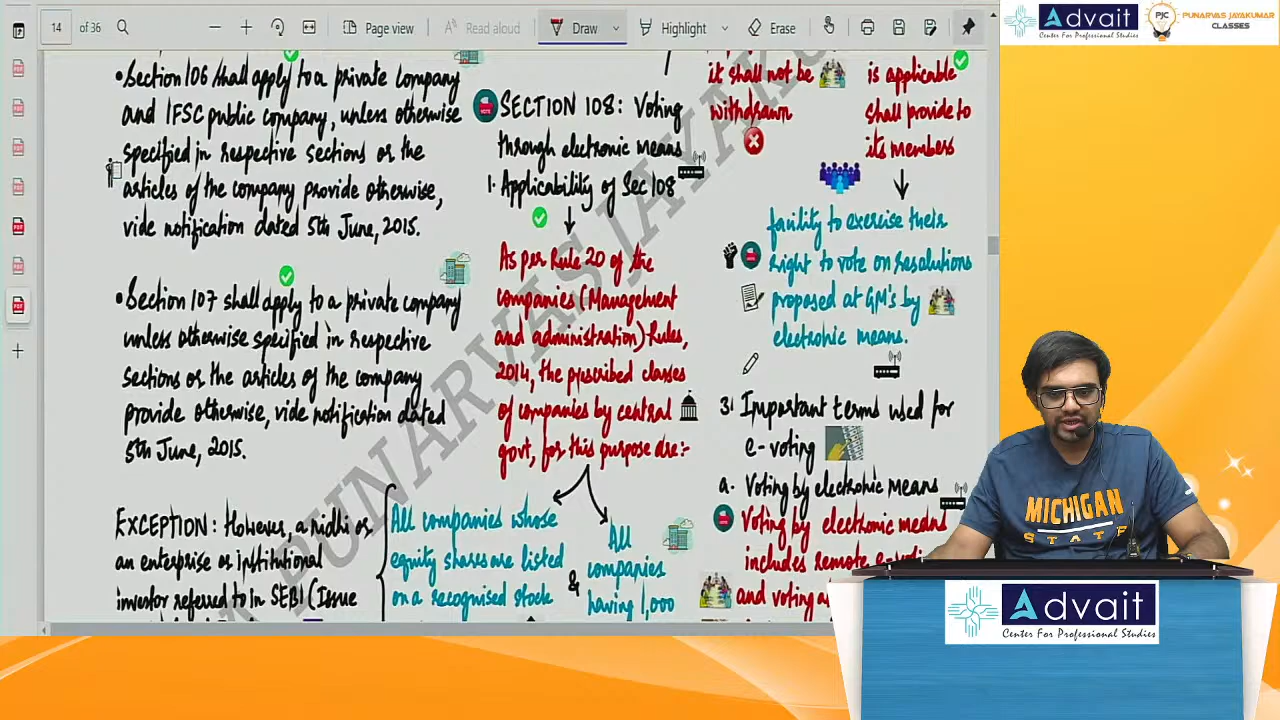 14
of 36
Page view
Read aloud
Draw
Highlight
Erase
•Section 106 shall apply to a private company
and IFSC public company, unless otherwise
specified in respective sections or the
articles of the company provide otherwise,
vide notification dated 5th June, 2015.
•Section 107 shall apply to a private company
unless otherwise specified in respective
sections or the articles of the company
provide otherwise, vide notification dated
5th June, 2015.
EXCEPTION: However, a nidhi or
an enterprise or institutional
investor referred to in SEBI (Issue
SECTION 108: Voting
through electronic means
1. Applicability of Sec 108
As per Rule 20 of the
companies (Management
and administration) Rules,
2014, the prescribed classes
of companies by central
govt, for this purpose are:-
All companies whose
equity shares are listed
on a recognised stock
&
All
companies
having 1,000
it shall not be
withdrawn
is applicable
shall provide to
its members
facility to exercise their
right to vote on resolutions
proposed at GM's by
electronic means.
3. Important terms used for
e-voting
a. Voting by electronic means
Voting by electronic means
includes remote e-voti
and voting a
PUNARVAS JAYAK
Advait
Center For Professional Studies
PJC
PUNARVAS JAYAKUMAR
CLASSES
MICHIGAN
STATE
Advait
Center For Professional Studies